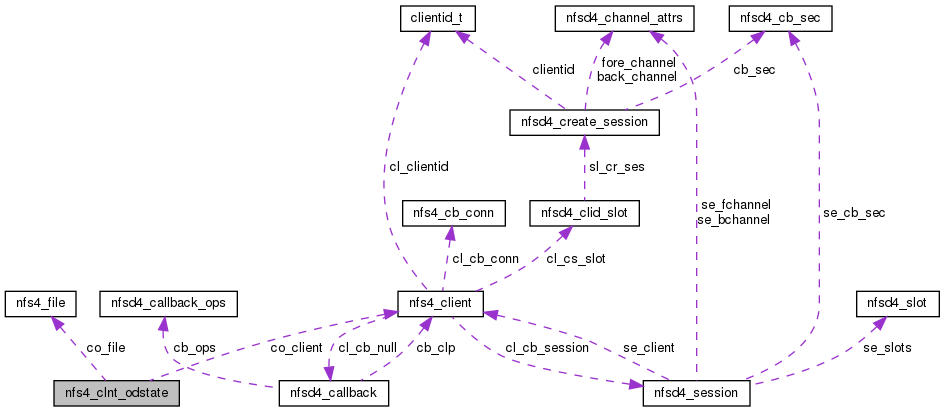 clientid_t
nfsd4_channel_attrs
nfsd4_cb_sec
clientid
fore_channel
back_channel
cb_sec
nfsd4_create_session
cl_clientid
sl_cr_ses
nfs4_cb_conn
nfsd4_clid_slot
se_fchannel
se_bchannel
se_cb_sec
cl_cb_conn
cl_cs_slot
nfs4_file
nfsd4_callback_ops
nfs4_client
nfsd4_slot
co_file
cb_ops
co_client
cl_cb_null
cb_clp
cl_cb_session
se_client
se_slots
nfs4_clnt_odstate
nfsd4_callback
nfsd4_session